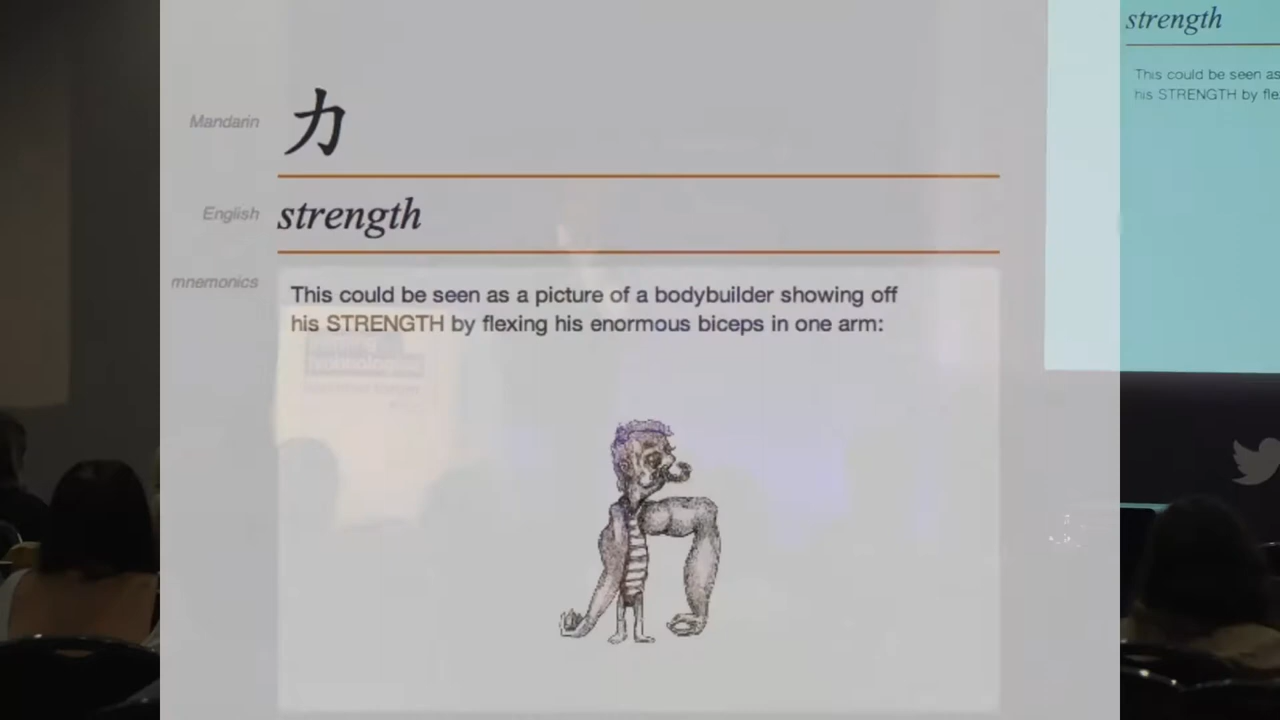 Mandarin
力
English
strength
mnemonics
This could be seen as a picture of a bodybuilder showing off
his STRENGTH by flexing his enormous biceps in one arm:
strength
This could be seen as
his STRENGTH by fle